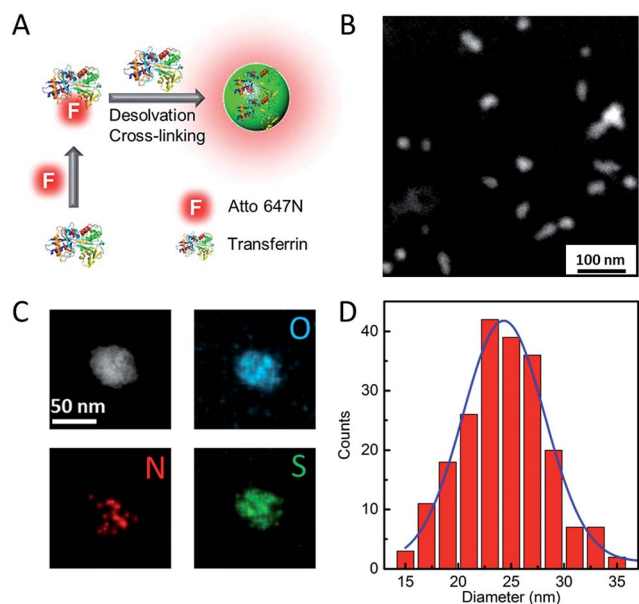 A
F
Desolvation
Cross-linking
F
F
Atto 647N
Transferrin
B
100 nm
C
O
50 nm
N
S
D
40
30
20
10
0
Counts
15 20 25 30 35
Diameter (nm)